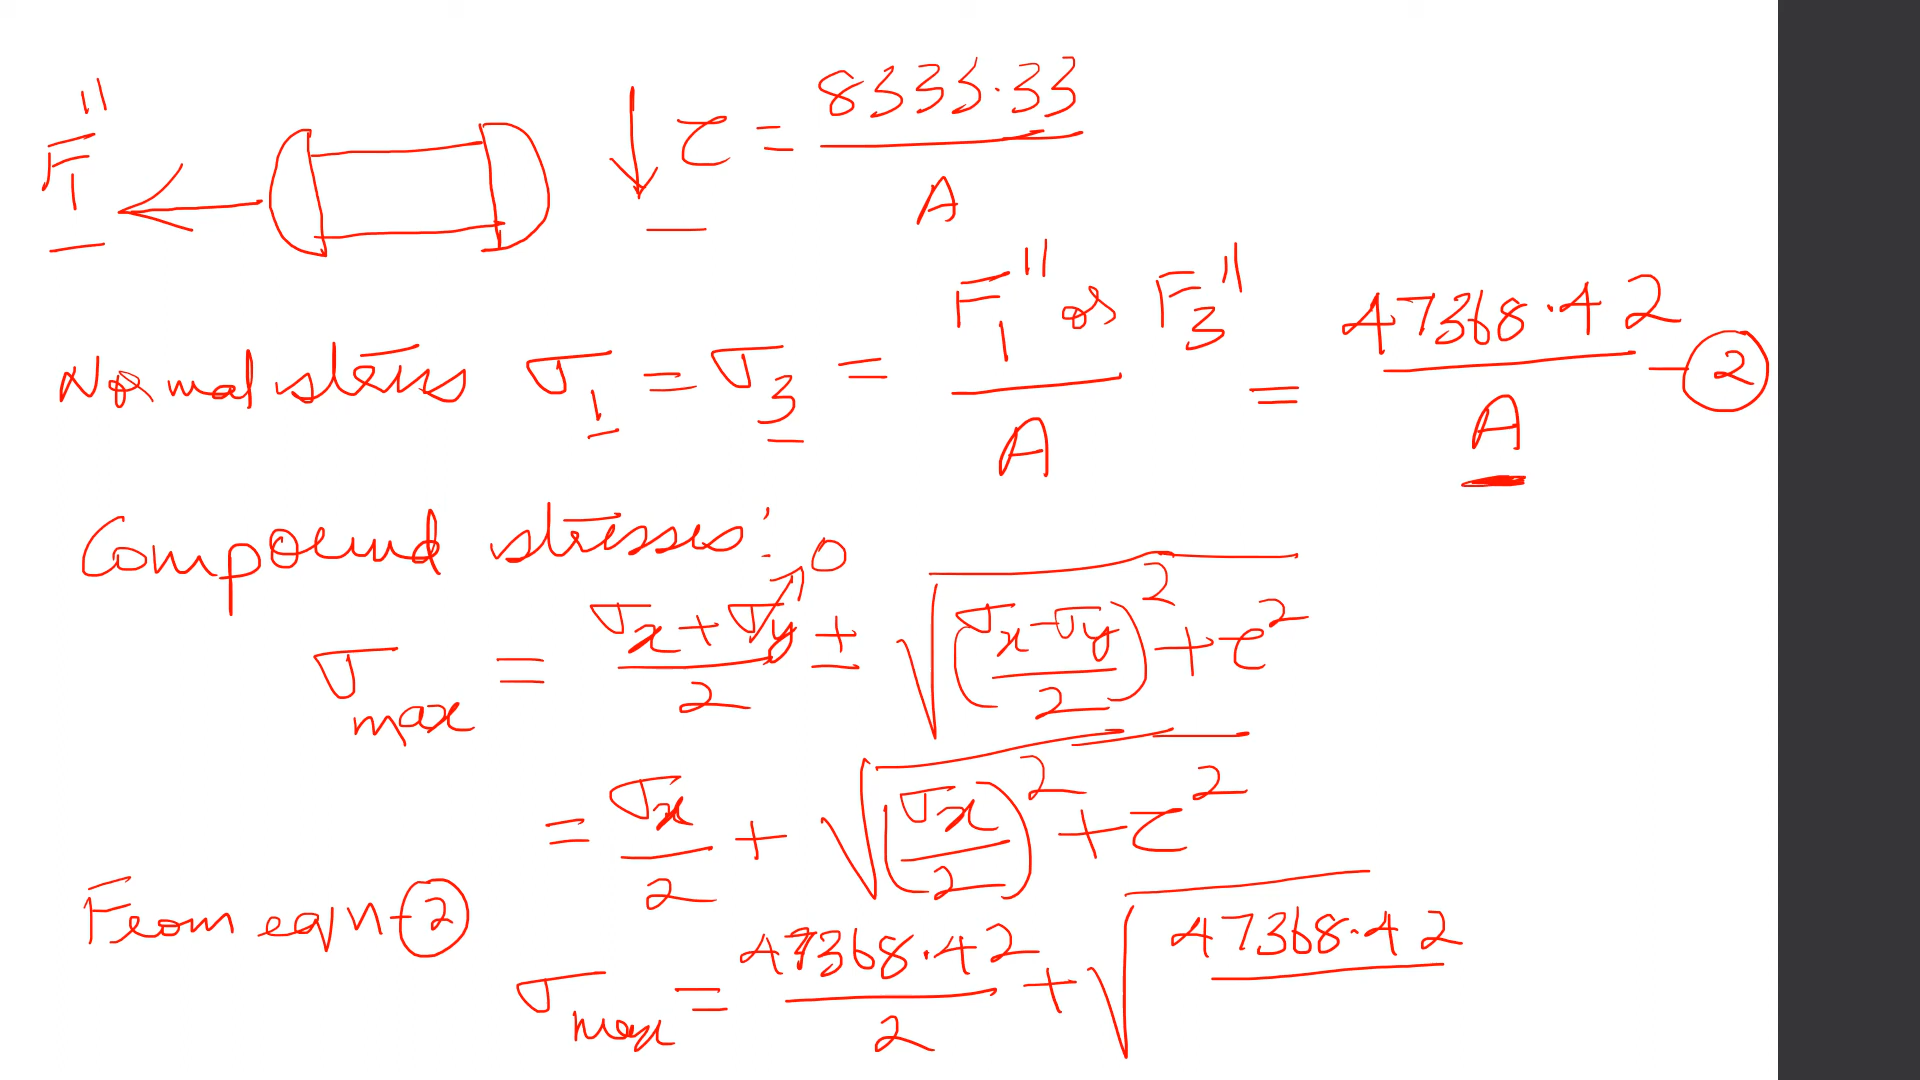 F₁″ ↓ τ = 8333.33 / A
Normal stress σ₁ = σ₃ = F₁″ or F₃″ / A = 47368.42 / A - ②
Compound stresses:
σmax = (σx + σy↗0) / 2 ± √((σx - σy) / 2)² + τ²
= σx / 2 + √(σx / 2)² + τ²
From eqn - ②
σmax = 47368.42 / 2 + √47368.42